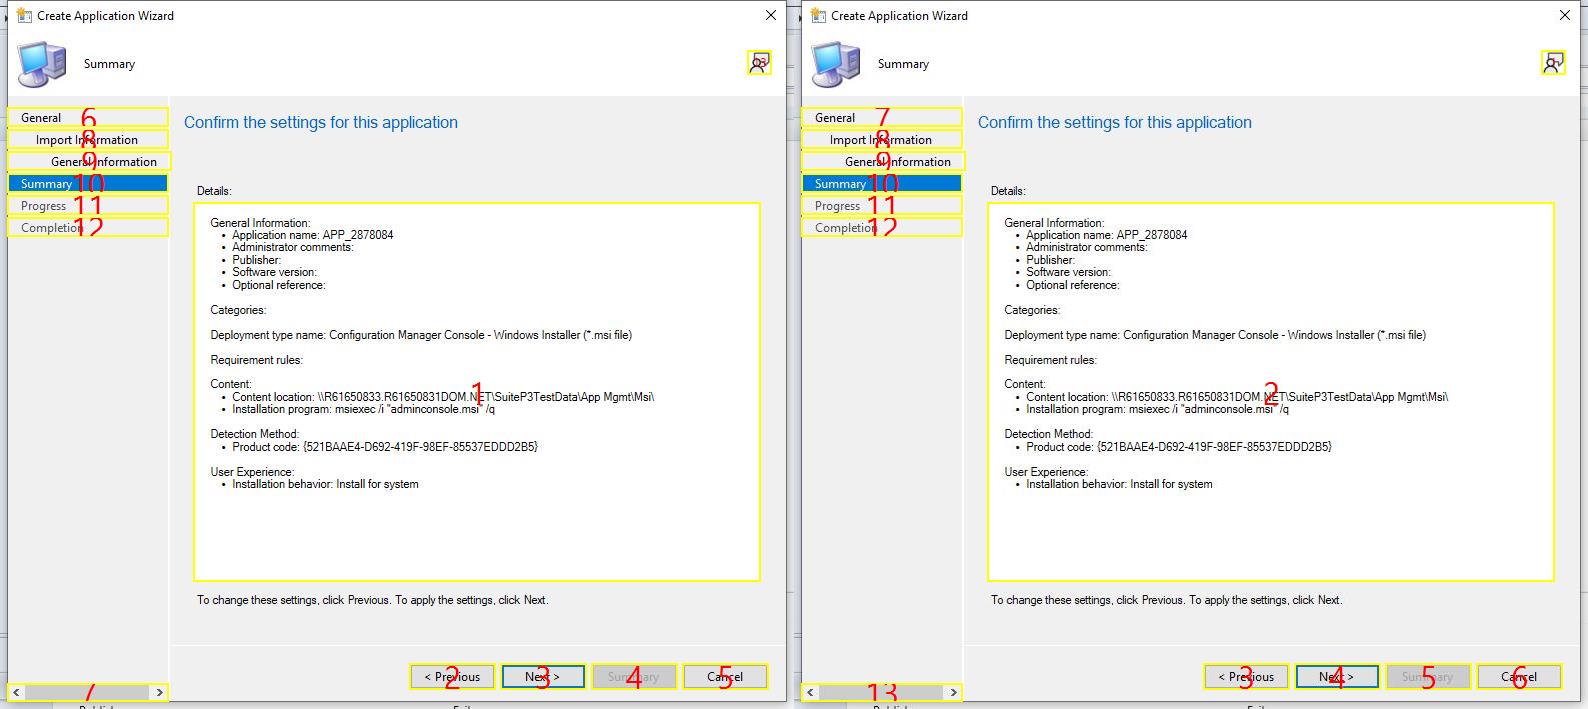 Create Application Wizard
Summary
13
General 6
Import Information 8
General Information 9
Summary 10
Progress 11
Completion 12
7
Confirm the settings for this application
Details:
General Information:
• Application name: APP_2878084
• Administrator comments:
• Publisher:
• Software version:
• Optional reference:
Categories:
Deployment type name: Configuration Manager Console - Windows Installer (*.msi file)
Requirement rules:
Content:
1
• Content location: \\R61650833.R61650831DOM.NET\SuiteP3TestData\App Mgmt\Msi\
• Installation program: msiexec /i "adminconsole.msi" /q
Detection Method:
• Product code: {521BAAE4-D692-419F-98EF-85537EDDD2B5}
User Experience:
• Installation behavior: Install for system
To change these settings, click Previous. To apply the settings, click Next.
< Previous 2
Next > 3
Summary 4
Cancel 5
Create Application Wizard
Summary
General 7
Import Information 8
General Information 9
Summary 10
Progress 11
Completion 12
13
Confirm the settings for this application
Details:
General Information:
• Application name: APP_2878084
• Administrator comments:
• Publisher:
• Software version:
• Optional reference:
Categories:
Deployment type name: Configuration Manager Console - Windows Installer (*.msi file)
Requirement rules:
Content:
2
• Content location: \\R61650833.R61650831DOM.NET\SuiteP3TestData\App Mgmt\Msi\
• Installation program: msiexec /i "adminconsole.msi" /q
Detection Method:
• Product code: {521BAAE4-D692-419F-98EF-85537EDDD2B5}
User Experience:
• Installation behavior: Install for system
To change these settings, click Previous. To apply the settings, click Next.
< Previous 3
Next > 4
Summary 5
Cancel 6